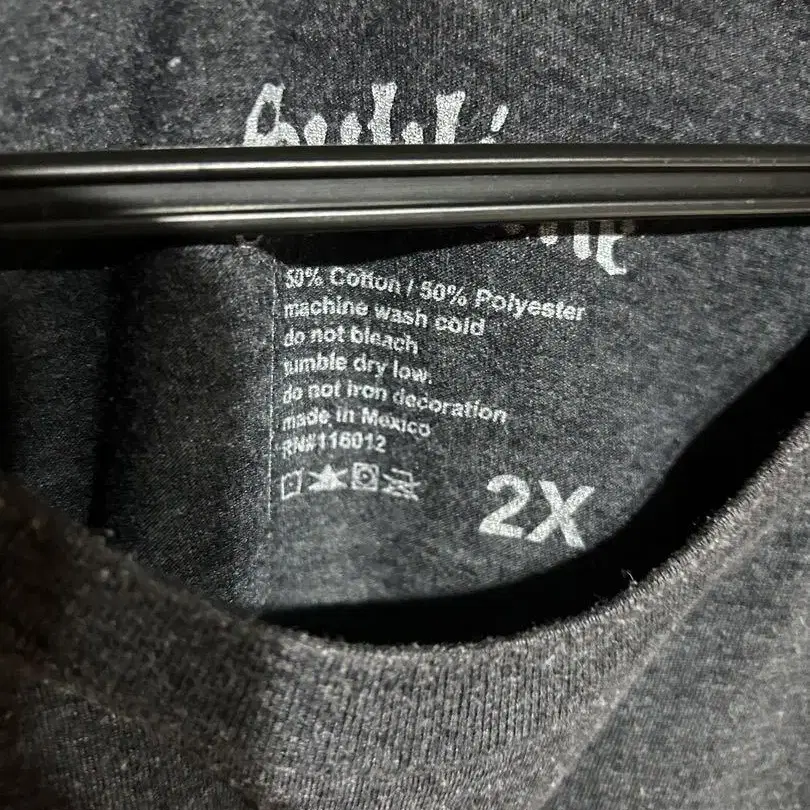 50% Cotton / 50% Polyester
machine wash cold
do not bleach
tumble dry low.
do not iron decoration
made in Mexico
RN#116012
2X